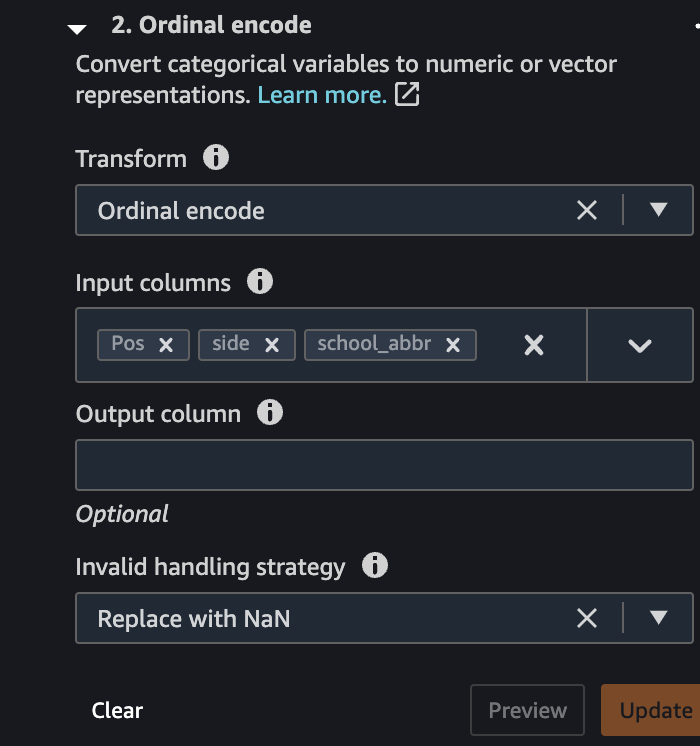 2. Ordinal encode
Convert categorical variables to numeric or vector
representations. Learn more.
Transform
Ordinal encode
Input columns
Pos side school_abbr
Output column
Optional
Invalid handling strategy
Replace with NaN
Clear Preview Update